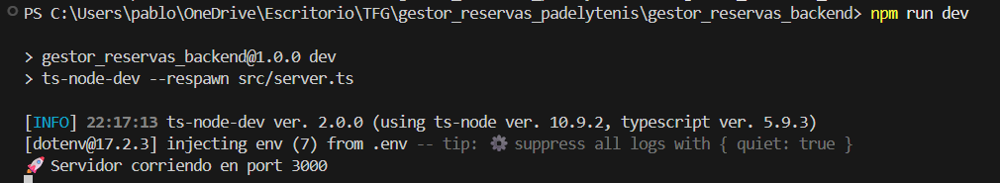 PS C:\Users\pablo\OneDrive\Escritorio\TFG\gestor_reservas_padelytenis\gestor_reservas_backend> npm run dev
> gestor_reservas_backend@1.0.0 dev
> ts-node-dev --respawn src/server.ts
[INFO] 22:17:13 ts-node-dev ver. 2.0.0 (using ts-node ver. 10.9.2, typescript ver. 5.9.3)
[dotenv@17.2.3] injecting env (7) from .env -- tip: ⚙️ suppress all logs with { quiet: true }
🚀 Servidor corriendo en port 3000